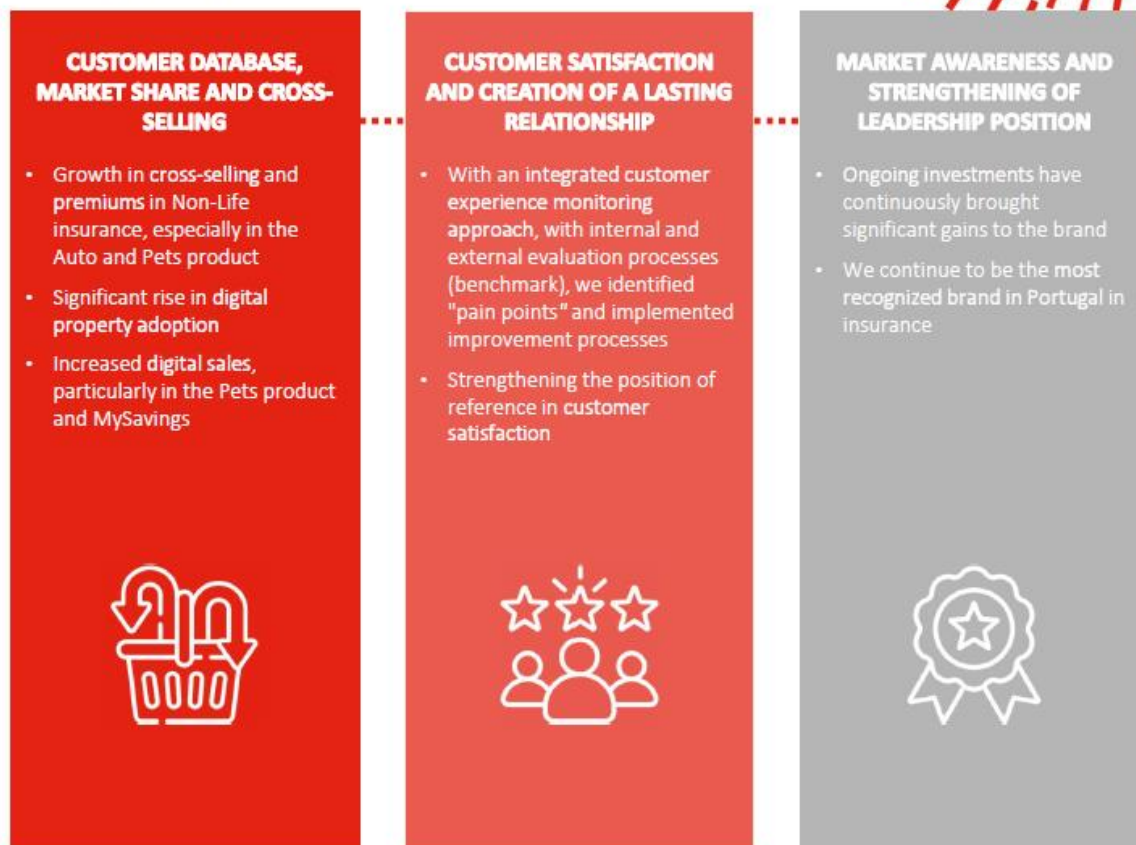 CUSTOMER DATABASE,
MARKET SHARE AND CROSS-
SELLING
• Growth in cross-selling and
premiums in Non-Life
insurance, especially in the
Auto and Pets product
• Significant rise in digital
property adoption
• Increased digital sales,
particularly in the Pets product
and MySavings
CUSTOMER SATISFACTION
AND CREATION OF A LASTING
RELATIONSHIP
• With an integrated customer
experience monitoring
approach, with internal and
external evaluation processes
(benchmark), we identified
"pain points" and implemented
improvement processes
• Strengthening the position of
reference in customer
satisfaction
MARKET AWARENESS AND
STRENGTHENING OF
LEADERSHIP POSITION
• Ongoing investments have
continuously brought
significant gains to the brand
• We continue to be the most
recognized brand in Portugal in
insurance